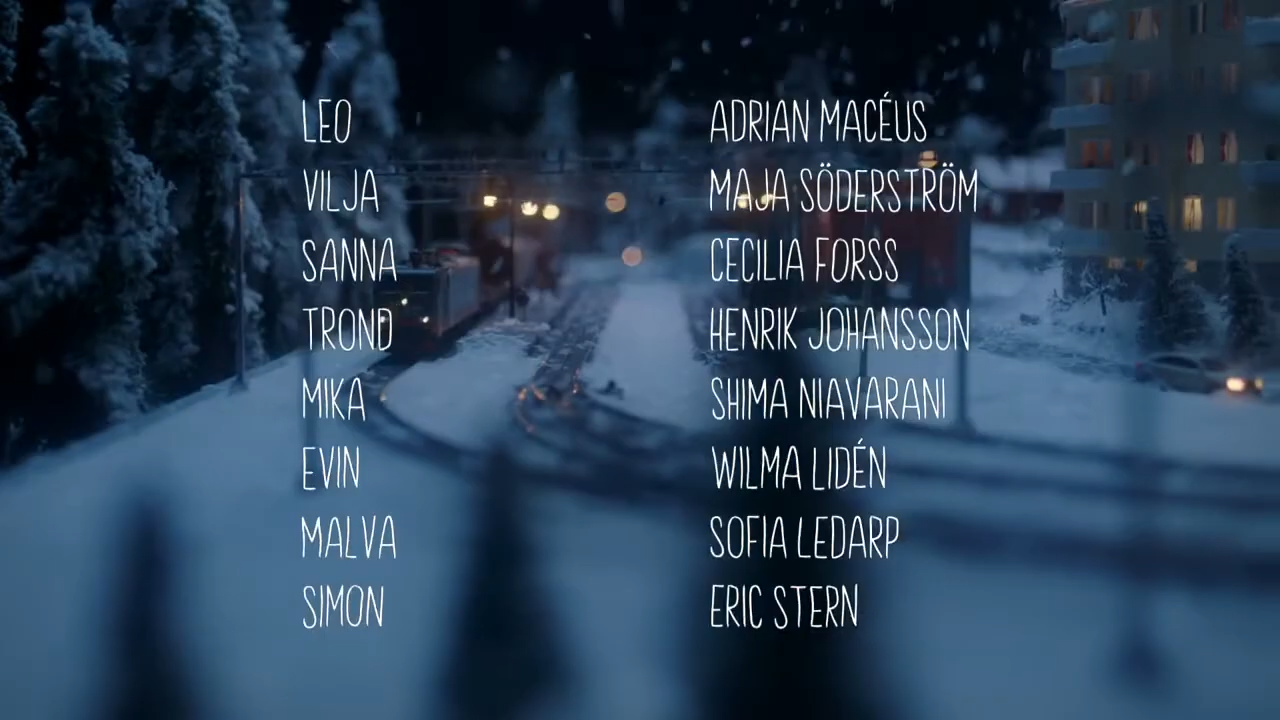 LEO ADRIAN MACÉUS
VILJA MAJA SÖDERSTRÖM
SANNA CECILIA FORSS
TROND HENRIK JOHANSSON
MIKA SHIMA NIAVARANI
EVIN WILMA LIDÉN
MALVA SOFIA LEDARP
SIMON ERIC STERN